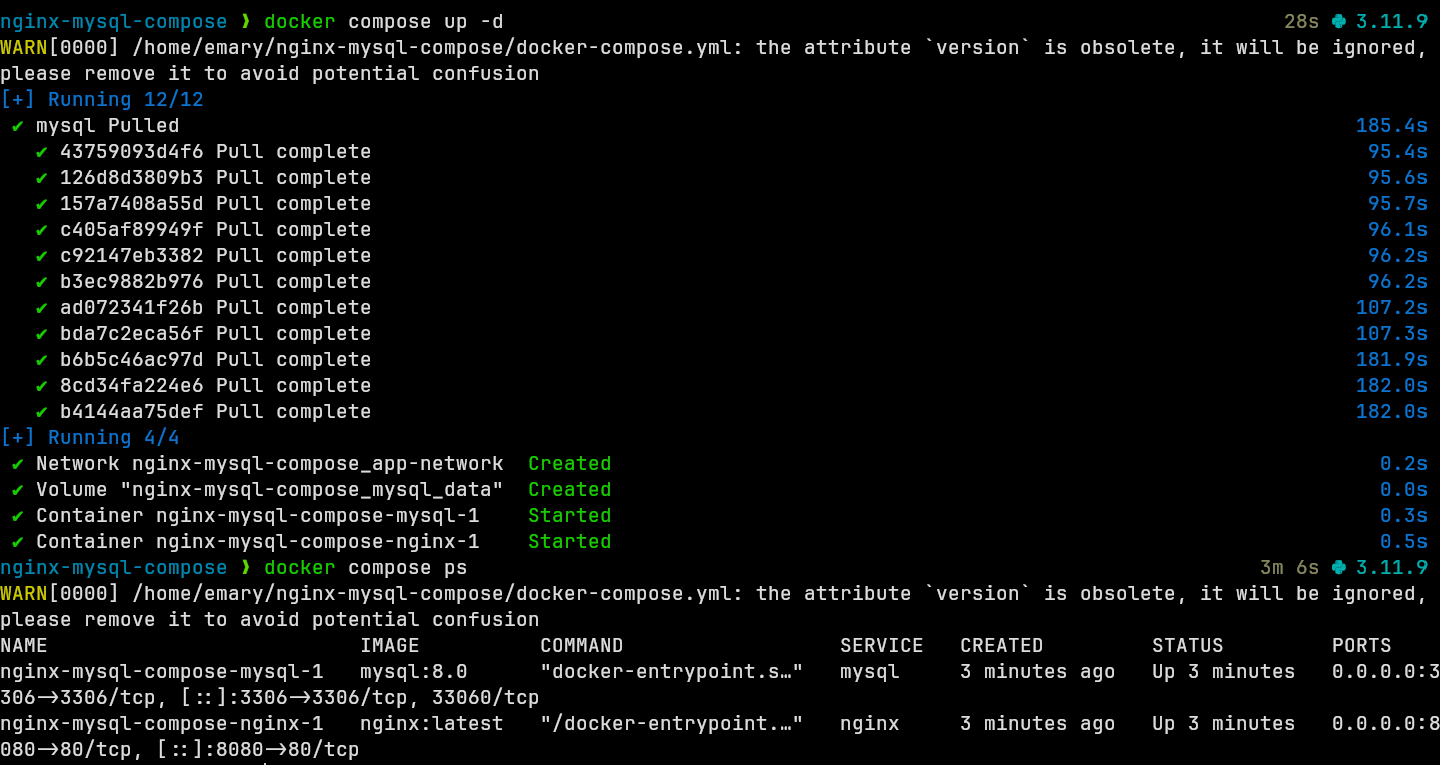 nginx-mysql-compose ❱ docker compose up -d 28s 3.11.9
WARN[0000] /home/emary/nginx-mysql-compose/docker-compose.yml: the attribute `version` is obsolete, it will be ignored,
please remove it to avoid potential confusion
[+] Running 12/12
✔ mysql Pulled 185.4s
✔ 43759093d4f6 Pull complete 95.4s
✔ 126d8d3809b3 Pull complete 95.6s
✔ 157a7408a55d Pull complete 95.7s
✔ c405af89949f Pull complete 96.1s
✔ c92147eb3382 Pull complete 96.2s
✔ b3ec9882b976 Pull complete 96.2s
✔ ad072341f26b Pull complete 107.2s
✔ bda7c2eca56f Pull complete 107.3s
✔ b6b5c46ac97d Pull complete 181.9s
✔ 8cd34fa224e6 Pull complete 182.0s
✔ b4144aa75def Pull complete 182.0s
[+] Running 4/4
✔ Network nginx-mysql-compose_app-network Created 0.2s
✔ Volume "nginx-mysql-compose_mysql_data" Created 0.0s
✔ Container nginx-mysql-compose-mysql-1 Started 0.3s
✔ Container nginx-mysql-compose-nginx-1 Started 0.5s
nginx-mysql-compose ❱ docker compose ps 3m 6s 3.11.9
WARN[0000] /home/emary/nginx-mysql-compose/docker-compose.yml: the attribute `version` is obsolete, it will be ignored,
please remove it to avoid potential confusion
NAME IMAGE COMMAND SERVICE CREATED STATUS PORTS
nginx-mysql-compose-mysql-1 mysql:8.0 "docker-entrypoint.s…" mysql 3 minutes ago Up 3 minutes 0.0.0.0:3
306->3306/tcp, [::]:3306->3306/tcp, 33060/tcp
nginx-mysql-compose-nginx-1 nginx:latest "/docker-entrypoint.…" nginx 3 minutes ago Up 3 minutes 0.0.0.0:8
080->80/tcp, [::]:8080->80/tcp